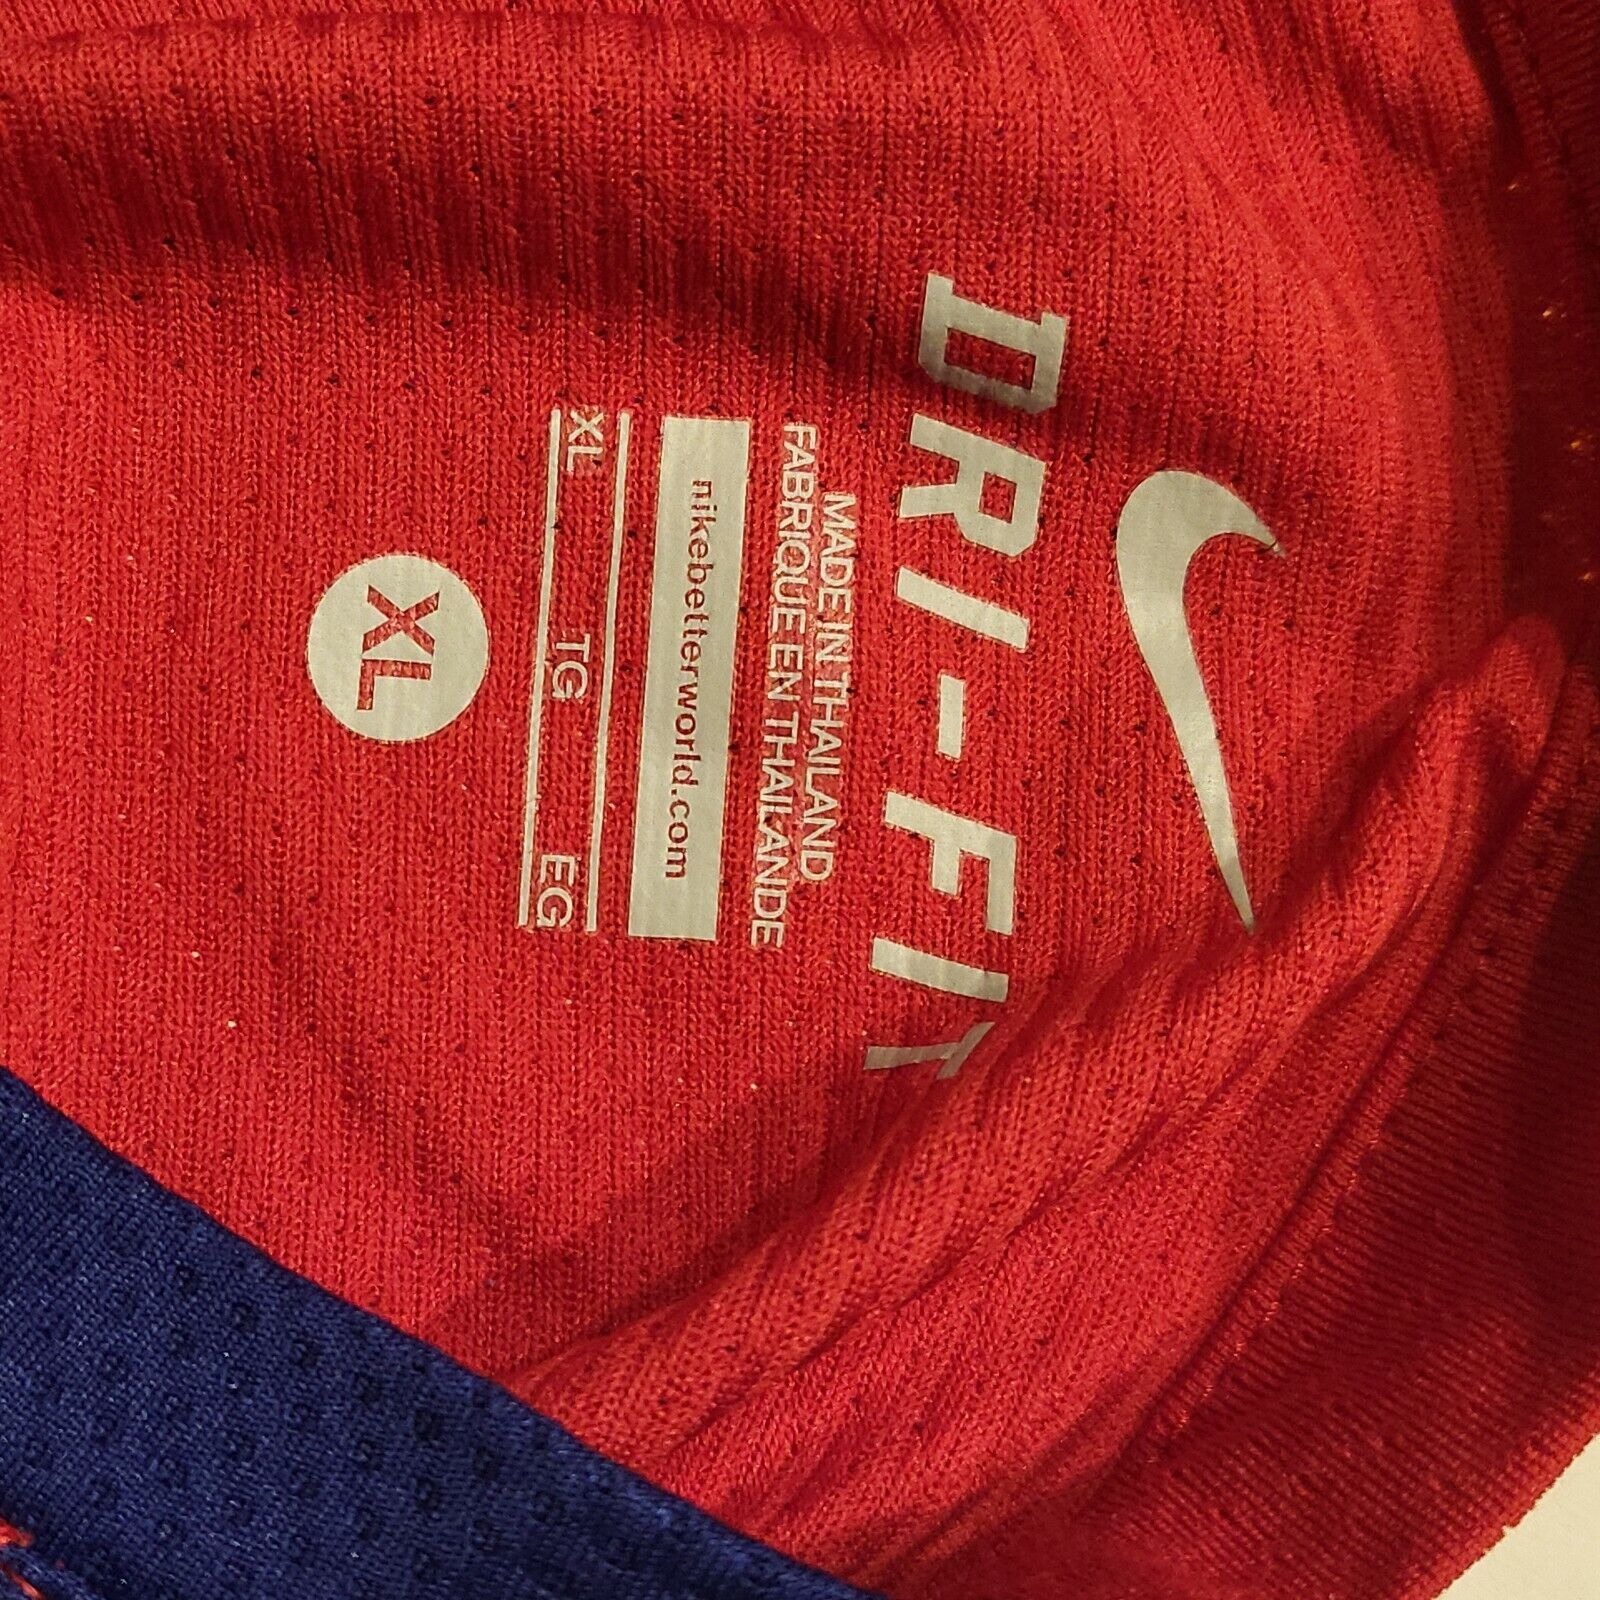 DRI-FIT
MADE IN THAILAND
FABRIQUE EN THAILANDE
nikebetterworld.com
XL TG EG
XL